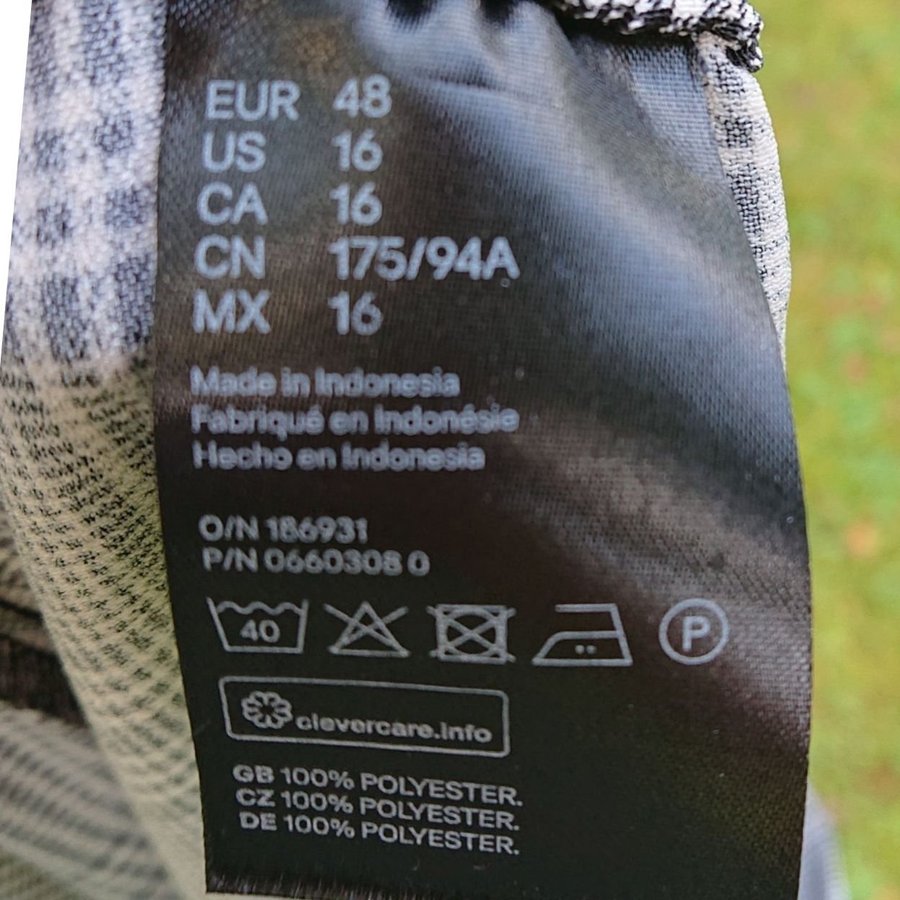 EUR 48
US 16
CA 16
CN 175/94A
MX 16
Made in Indonesia
Fabriqué en Indonésie
Hecho en Indonesia
O/N 186931
P/N 0660308 0
40 P
clevercare.info
GB 100% POLYESTER.
CZ 100% POLYESTER.
DE 100% POLYESTER.